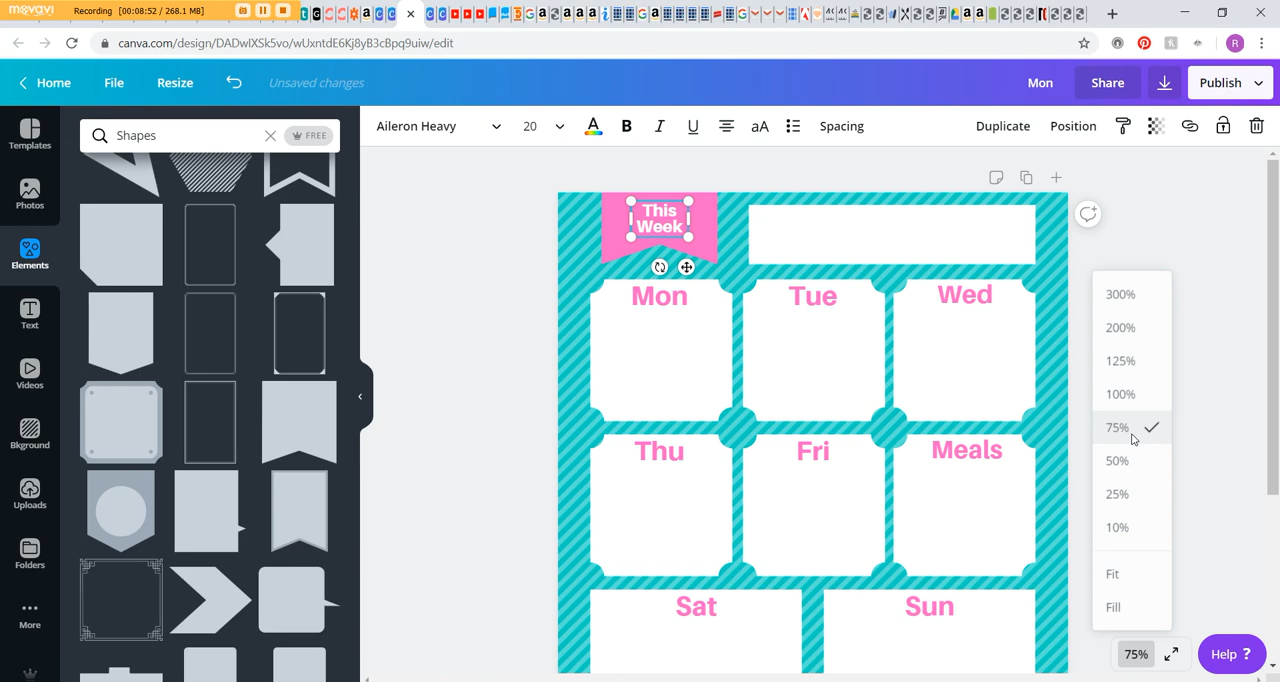 movavi
Recording [00:08:52 / 268.1 MB]
canva.com/design/DADwlXSk5vo/wUxntdE6Kj8yB3cBpq9uiw/edit
R
Home
File
Resize
Unsaved changes
Mon
Share
Publish
Templates
Photos
Elements
Text
Videos
Bkground
Uploads
Folders
More
Shapes
FREE
Aileron Heavy
20
B
I
U
aA
Spacing
Duplicate
Position
This
Week
Mon
Tue
Wed
Thu
Fri
Meals
Sat
Sun
300%
200%
125%
100%
75%
50%
25%
10%
Fit
Fill
75%
Help ?